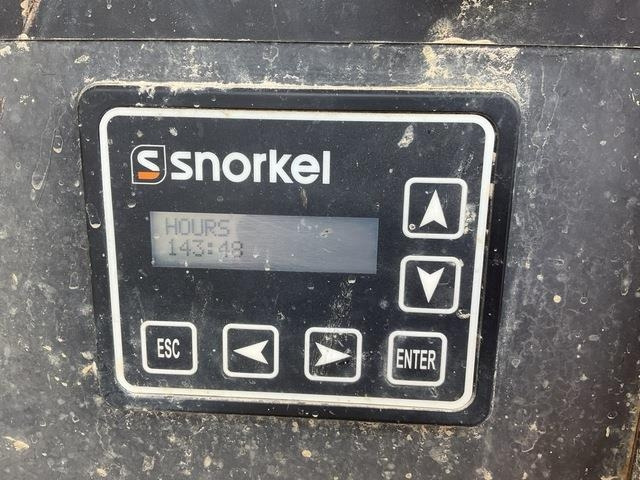 snorkel
HOURS
143:48
ESC
ENTER